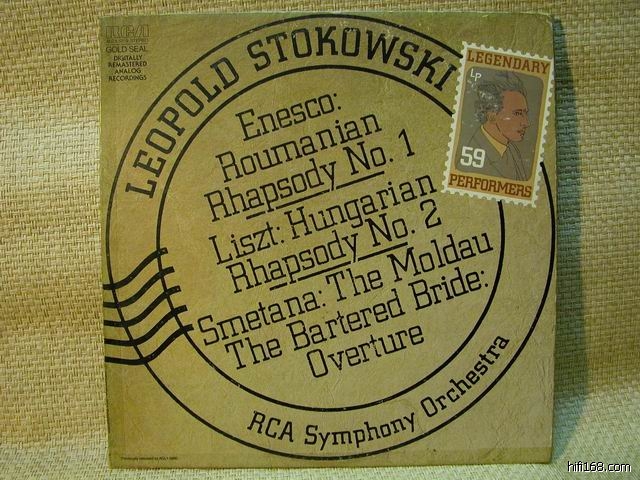 RCA
GOLD SEAL
DIGITALLY
REMASTERED
ANALOG
RECORDINGS
LEOPOLD STOKOWSKI
LEGENDARY
LP
59
PERFORMERS
Enesco:
Roumanian
Rhapsody No. 1
Liszt: Hungarian
Rhapsody No. 2
Smetana: The Moldau
The Bartered Bride:
Overture
RCA Symphony Orchestra
hifi168.com